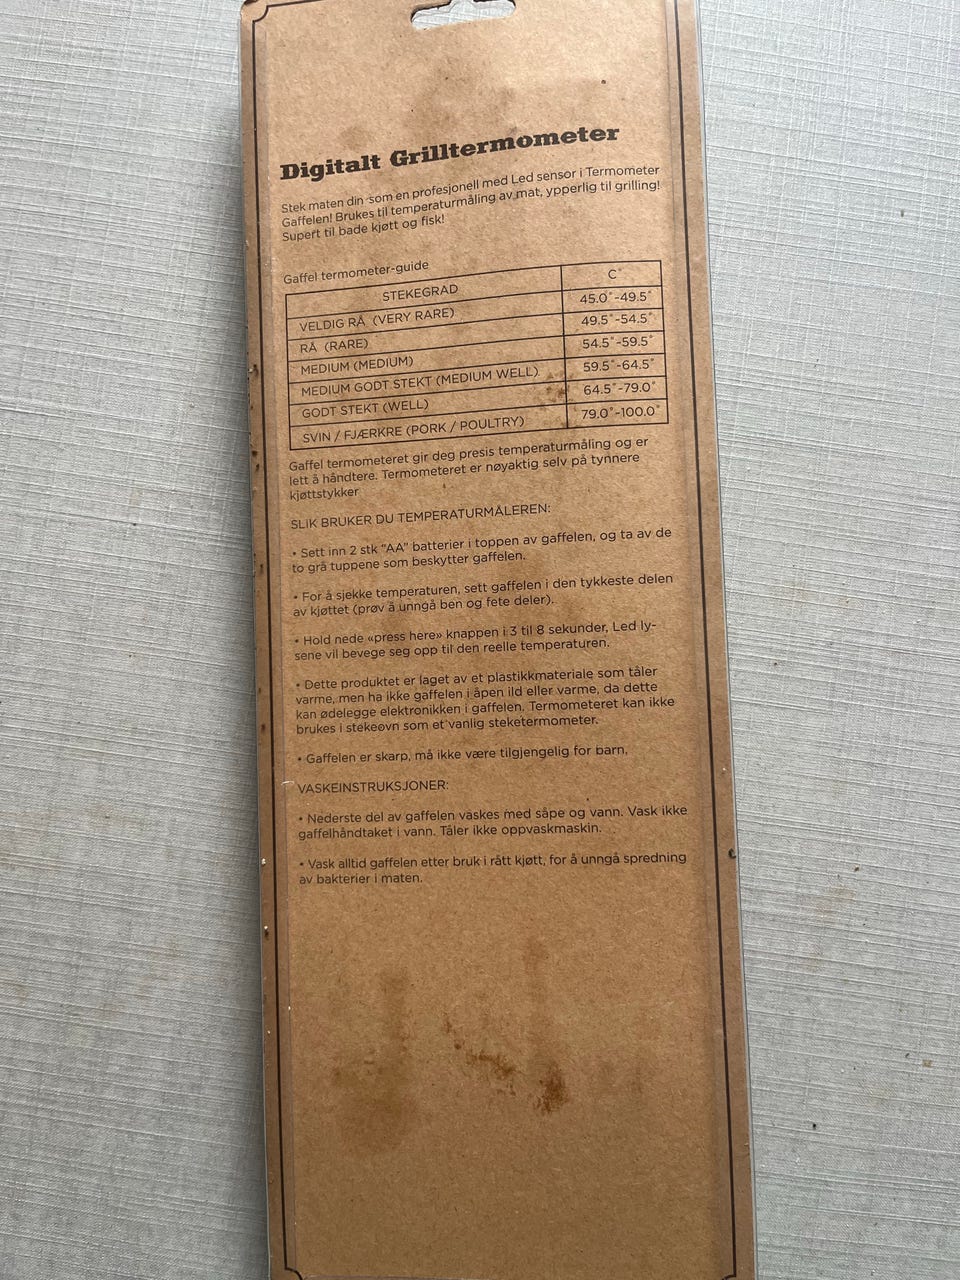 Digitalt Grilltermometer
Stek maten din som en profesjonell med Led sensor i Termometer
Gaffelen! Brukes til temperaturmåling av mat, ypperlig til grilling!
Supert til bade kjøtt og fisk!
Gaffel termometer-guide
STEKEGRAD C°
VELDIG RÅ (VERY RARE) 45.0°-49.5°
RÅ (RARE) 49.5°-54.5°
MEDIUM (MEDIUM) 54.5°-59.5°
MEDIUM GODT STEKT (MEDIUM WELL) 59.5°-64.5°
GODT STEKT (WELL) 64.5°-79.0°
SVIN / FJÆRKRE (PORK / POULTRY) 79.0°-100.0°
Gaffel termometeret gir deg presis temperaturmåling og er
lett å håndtere. Termometeret er nøyaktig selv på tynnere
kjøttstykker
SLIK BRUKER DU TEMPERATURMÅLEREN:
• Sett inn 2 stk "AA" batterier i toppen av gaffelen, og ta av de
to grå tuppene som beskytter gaffelen.
• For å sjekke temperaturen, sett gaffelen i den tykkeste delen
av kjøttet (prøv å unngå ben og fete deler).
• Hold nede «press here» knappen i 3 til 8 sekunder, Led ly-
sene vil bevege seg opp til den reelle temperaturen.
• Dette produktet er laget av et plastikkmateriale som tåler
varme, men ha ikke gaffelen i åpen ild eller varme, da dette
kan ødelegge elektronikken i gaffelen. Termometeret kan ikke
brukes i stekeovn som et vanlig steketermometer.
• Gaffelen er skarp, må ikke være tilgjengelig for barn.
VASKEINSTRUKSJONER:
• Nederste del av gaffelen vaskes med såpe og vann. Vask ikke
gaffelhåndtaket i vann. Tåler ikke oppvaskmaskin.
• Vask alltid gaffelen etter bruk i rått kjøtt, for å unngå spredning
av bakterier i maten.